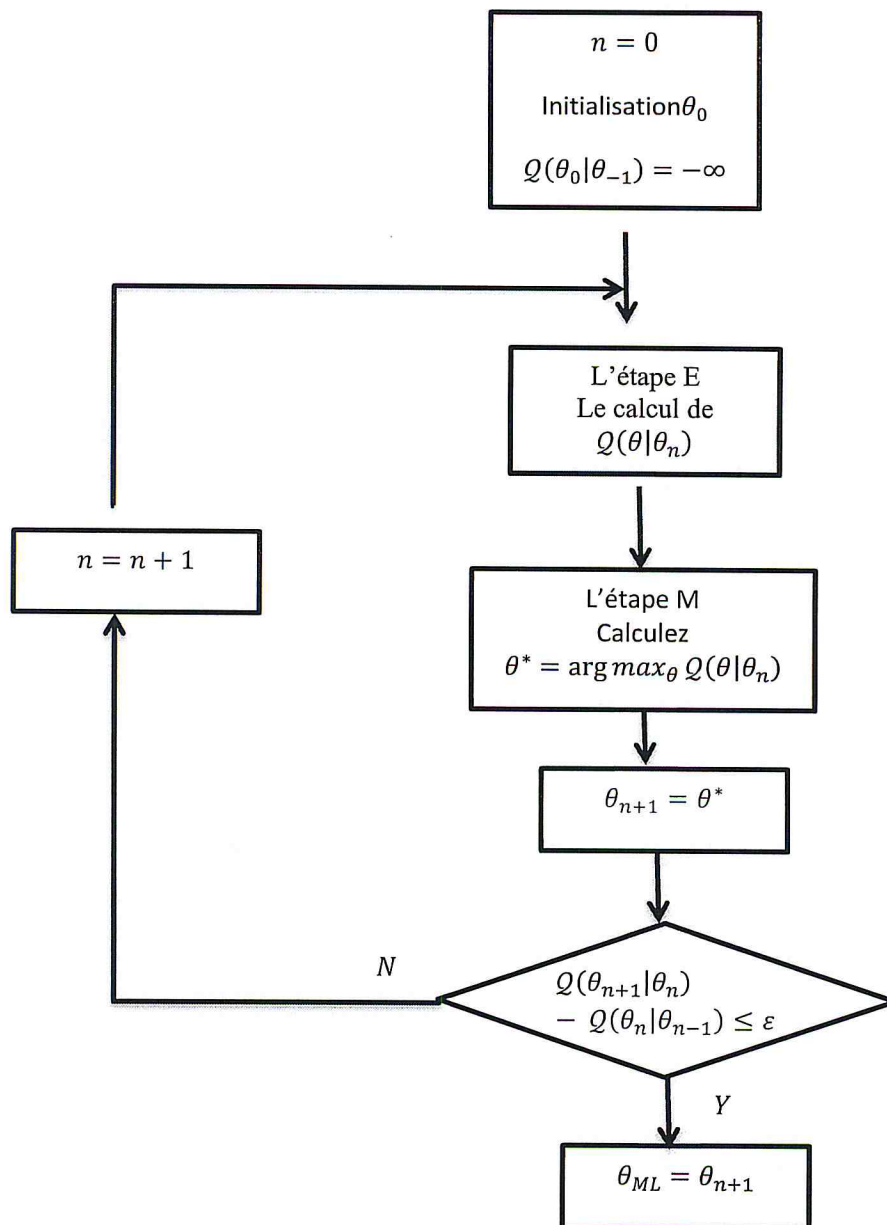 n = 0
Initialisationθ₀
𝒬(θ₀|θ₋₁) = −∞
L'étape E
Le calcul de
𝒬(θ|θₙ)
n = n + 1
L'étape M
Calculez
θ* = arg max_θ 𝒬(θ|θₙ)
θₙ₊₁ = θ*
N
𝒬(θₙ₊₁|θₙ)
− 𝒬(θₙ|θₙ₋₁) ≤ ε
Y
θ_ML = θₙ₊₁